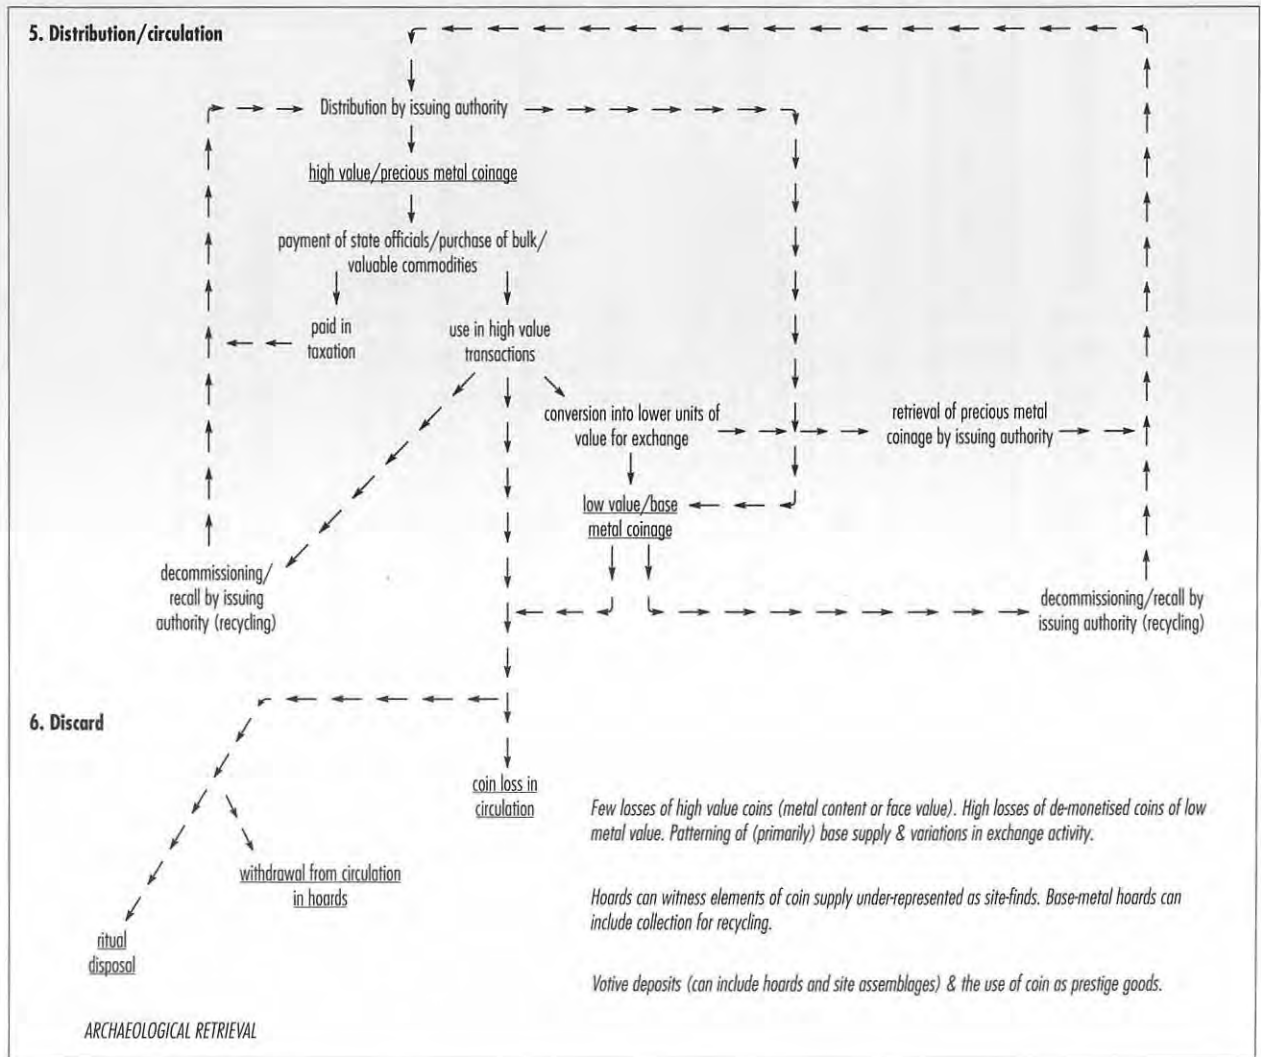 5. Distribution/circulation
Distribution by issuing authority
high value/precious metal coinage
payment of state officials/purchase of bulk/
valuable commodities
paid in
taxation
use in high value
transactions
conversion into lower units of
value for exchange
retrieval of precious metal
coinage by issuing authority
low value/base
metal coinage
decommissioning/
recall by issuing
authority (recycling)
decommissioning/recall by
issuing authority (recycling)
6. Discard
coin loss in
circulation
Few losses of high value coins (metal content or face value). High losses of de-monetised coins of low
metal value. Patterning of (primarily) base supply & variations in exchange activity.
withdrawal from circulation
in hoards
Hoards can witness elements of coin supply under-represented as site-finds. Base-metal hoards can
include collection for recycling.
ritual
disposal
Votive deposits (can include hoards and site assemblages) & the use of coin as prestige goods.
ARCHAEOLOGICAL RETRIEVAL